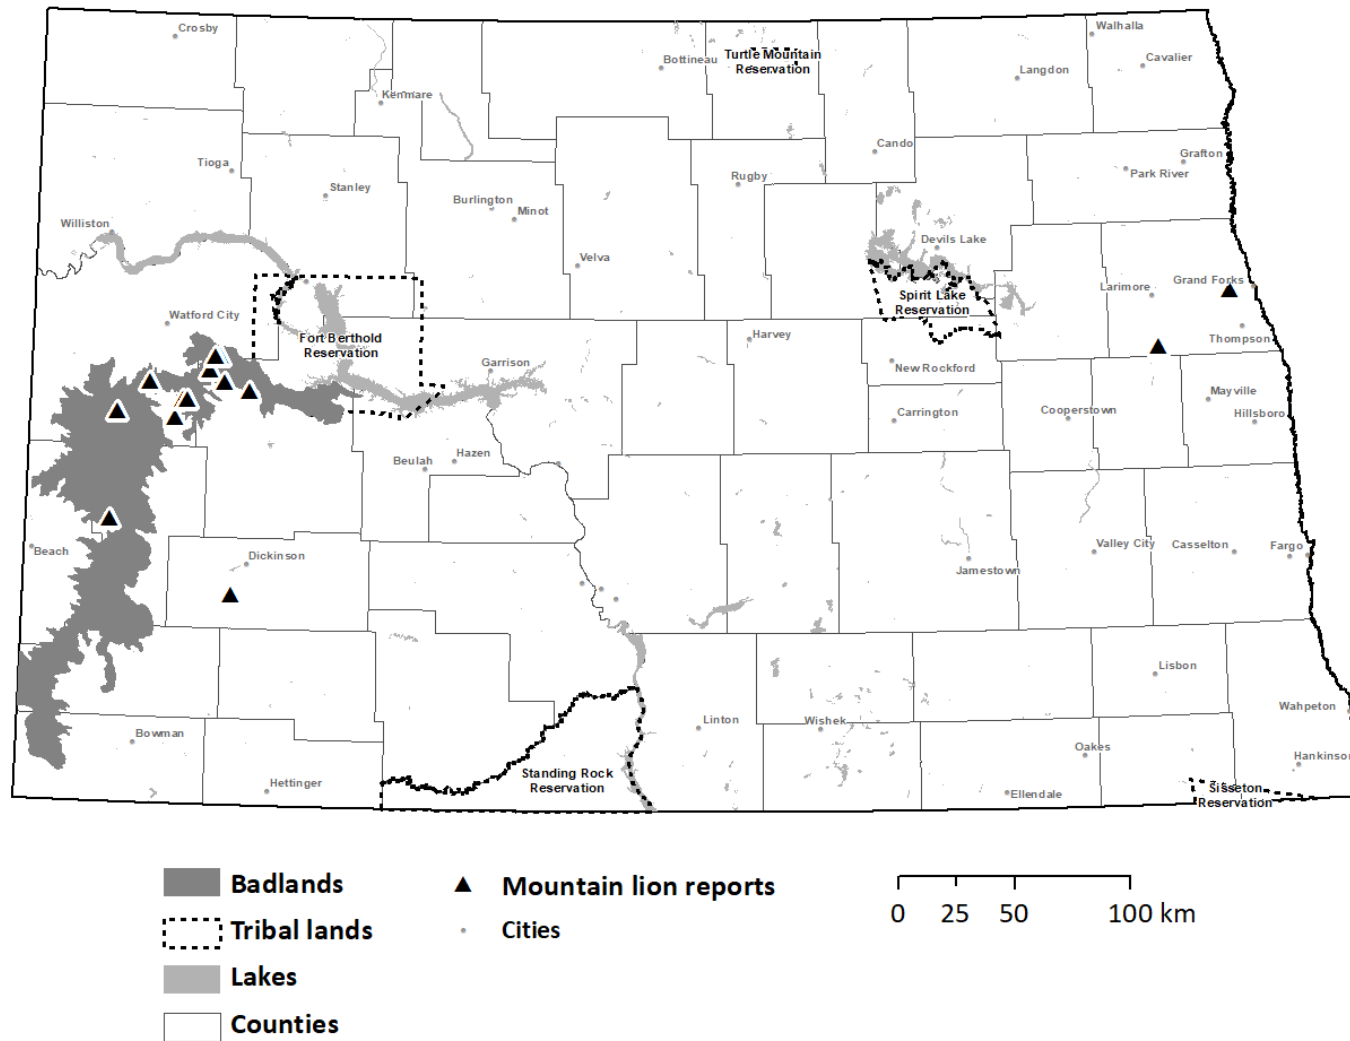 Crosby
Walhalla
Turtle Mountain
Reservation
Bottineau
Cavalier
Langdon
Kenmare
Cando
Grafton
Park River
Tioga
Stanley
Rugby
Burlington
Minot
Williston
Devils Lake
Velva
Grand Forks
Larimore
Spirit Lake
Reservation
Watford City
Fort Berthold
Reservation
Harvey
Thompson
Garrison
New Rockford
Mayville
Carrington
Cooperstown
Hillsboro
Beulah
Hazen
Beach
Dickinson
Valley City
Casselton
Fargo
Jamestown
Lisbon
Wahpeton
Linton
Wishek
Bowman
Oakes
Hankinson
Standing Rock
Reservation
Hettinger
Ellendale
Sisseton
Reservation
Badlands
Mountain lion reports
Tribal lands
Cities
0 25 50 100 km
Lakes
Counties